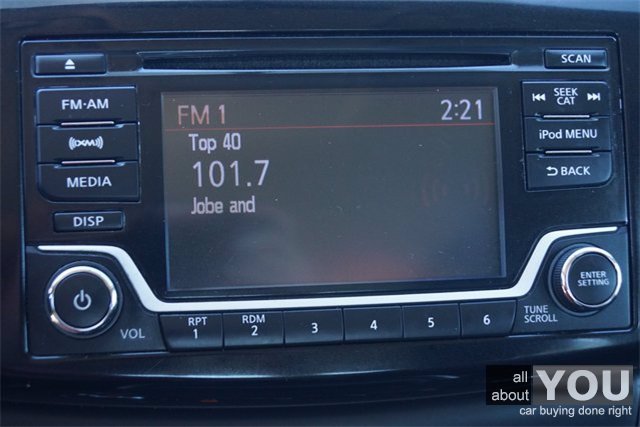 SCAN
FM·AM
((XM))
MEDIA
DISP
FM 1 2:21
Top 40
101.7
Jobe and
SEEK
CAT
iPod MENU
BACK
ENTER
SETTING
VOL
RPT
1
RDM
2
3
4
5
6
TUNE
SCROLL
all
about
YOU
car buying done right